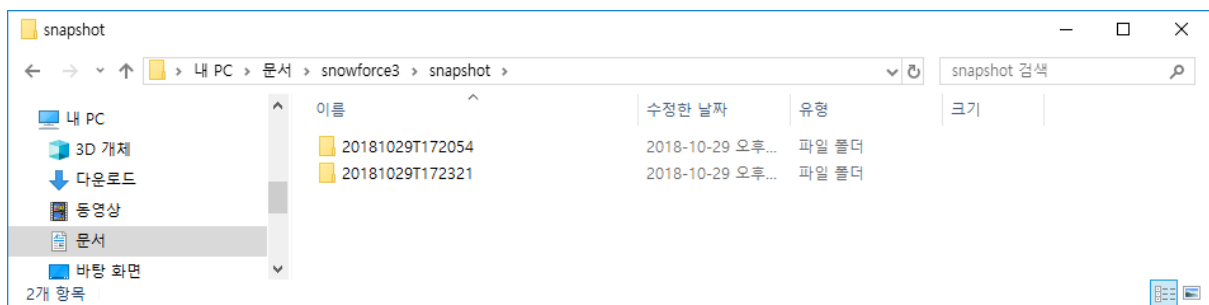 snapshot
내 PC > 문서 > snowforce3 > snapshot >
snapshot 검색
이름 수정한 날짜 유형 크기
내 PC
3D 개체
다운로드
동영상
문서
바탕 화면
20181029T172054 2018-10-29 오후... 파일 폴더
20181029T172321 2018-10-29 오후... 파일 폴더
2개 항목